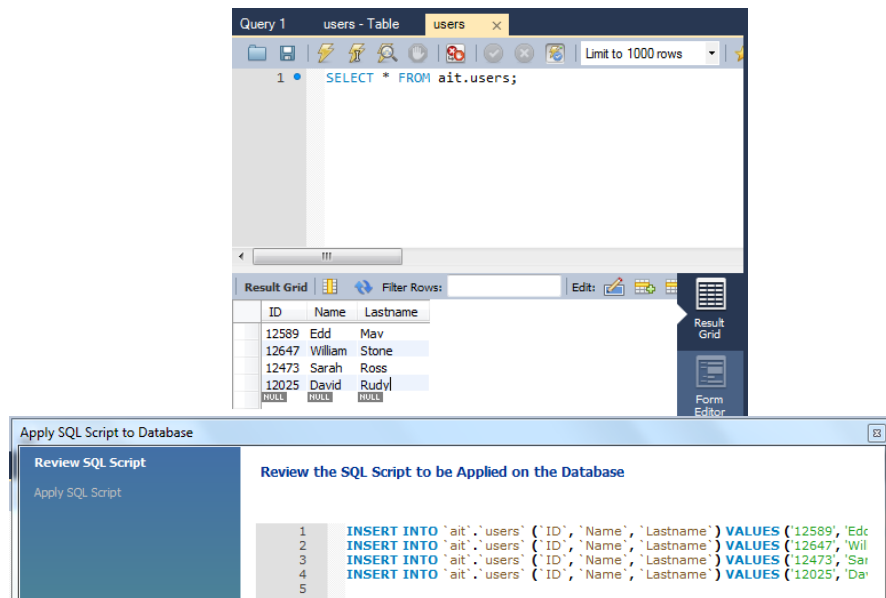 Query 1 users - Table users
Limit to 1000 rows
1 SELECT * FROM ait.users;
Result Grid Filter Rows: Edit:
ID Name Lastname
12589 Edd May
12647 William Stone
12473 Sarah Ross
12025 David Rudy
NULL NULL NULL
Result
Grid
Form
Editor
Apply SQL Script to Database
Review SQL Script
Apply SQL Script
Review the SQL Script to be Applied on the Database
1 INSERT INTO `ait`.`users` (`ID`, `Name`, `Lastname`) VALUES ('12589', 'Edd
2 INSERT INTO `ait`.`users` (`ID`, `Name`, `Lastname`) VALUES ('12647', 'Wil
3 INSERT INTO `ait`.`users` (`ID`, `Name`, `Lastname`) VALUES ('12473', 'Sar
4 INSERT INTO `ait`.`users` (`ID`, `Name`, `Lastname`) VALUES ('12025', 'Dav
5